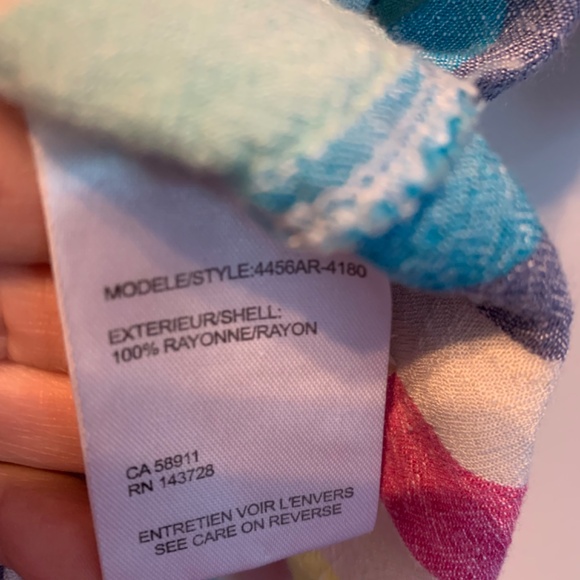 MODELE/STYLE:4456AR-4180
EXTERIEUR/SHELL:
100% RAYONNE/RAYON
CA 58911
RN 143728
ENTRETIEN VOIR L'ENVERS
SEE CARE ON REVERSE